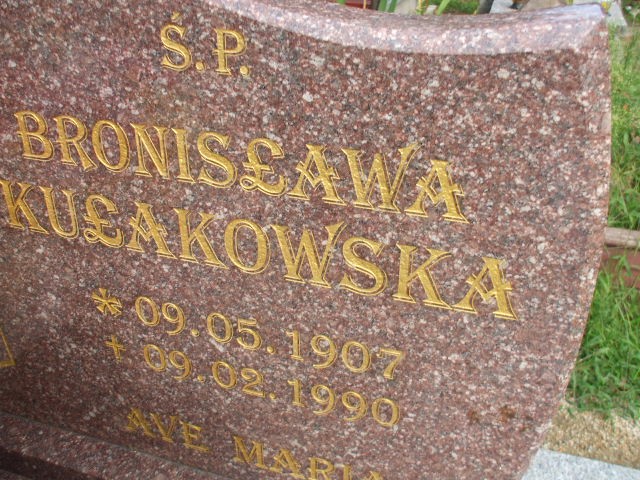 Ś.P.
BRONISŁAWA
KUŁAKOWSKA
* 09.05.1907
+ 09.02.1990
AVE MARIA